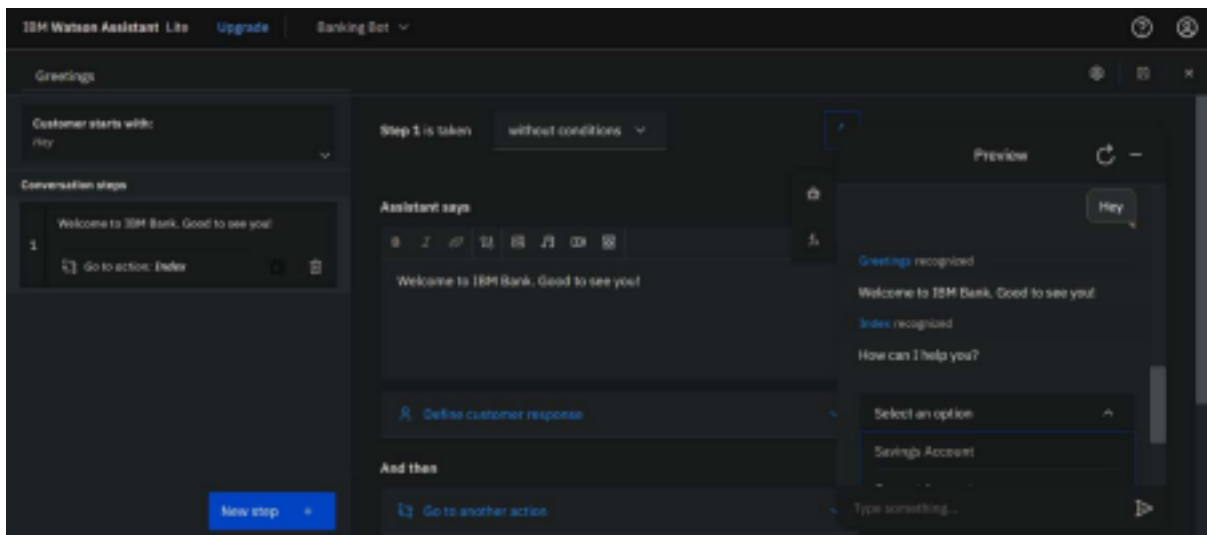 IBM Watson Assistant Lite Upgrade Banking Bot
Greetings
Customer starts with:
Hey
Conversation steps
1
Welcome to IBM Bank. Good to see you!
Go to action: Index
New step +
Step 1 is taken without conditions
Assistant says
B I
Welcome to IBM Bank. Good to see you!
Define customer response
And then
Go to another action
Preview
Hey
Greetings recognized
Welcome to IBM Bank. Good to see you!
Index recognized
How can I help you?
Select an option
Savings Account
Type something...